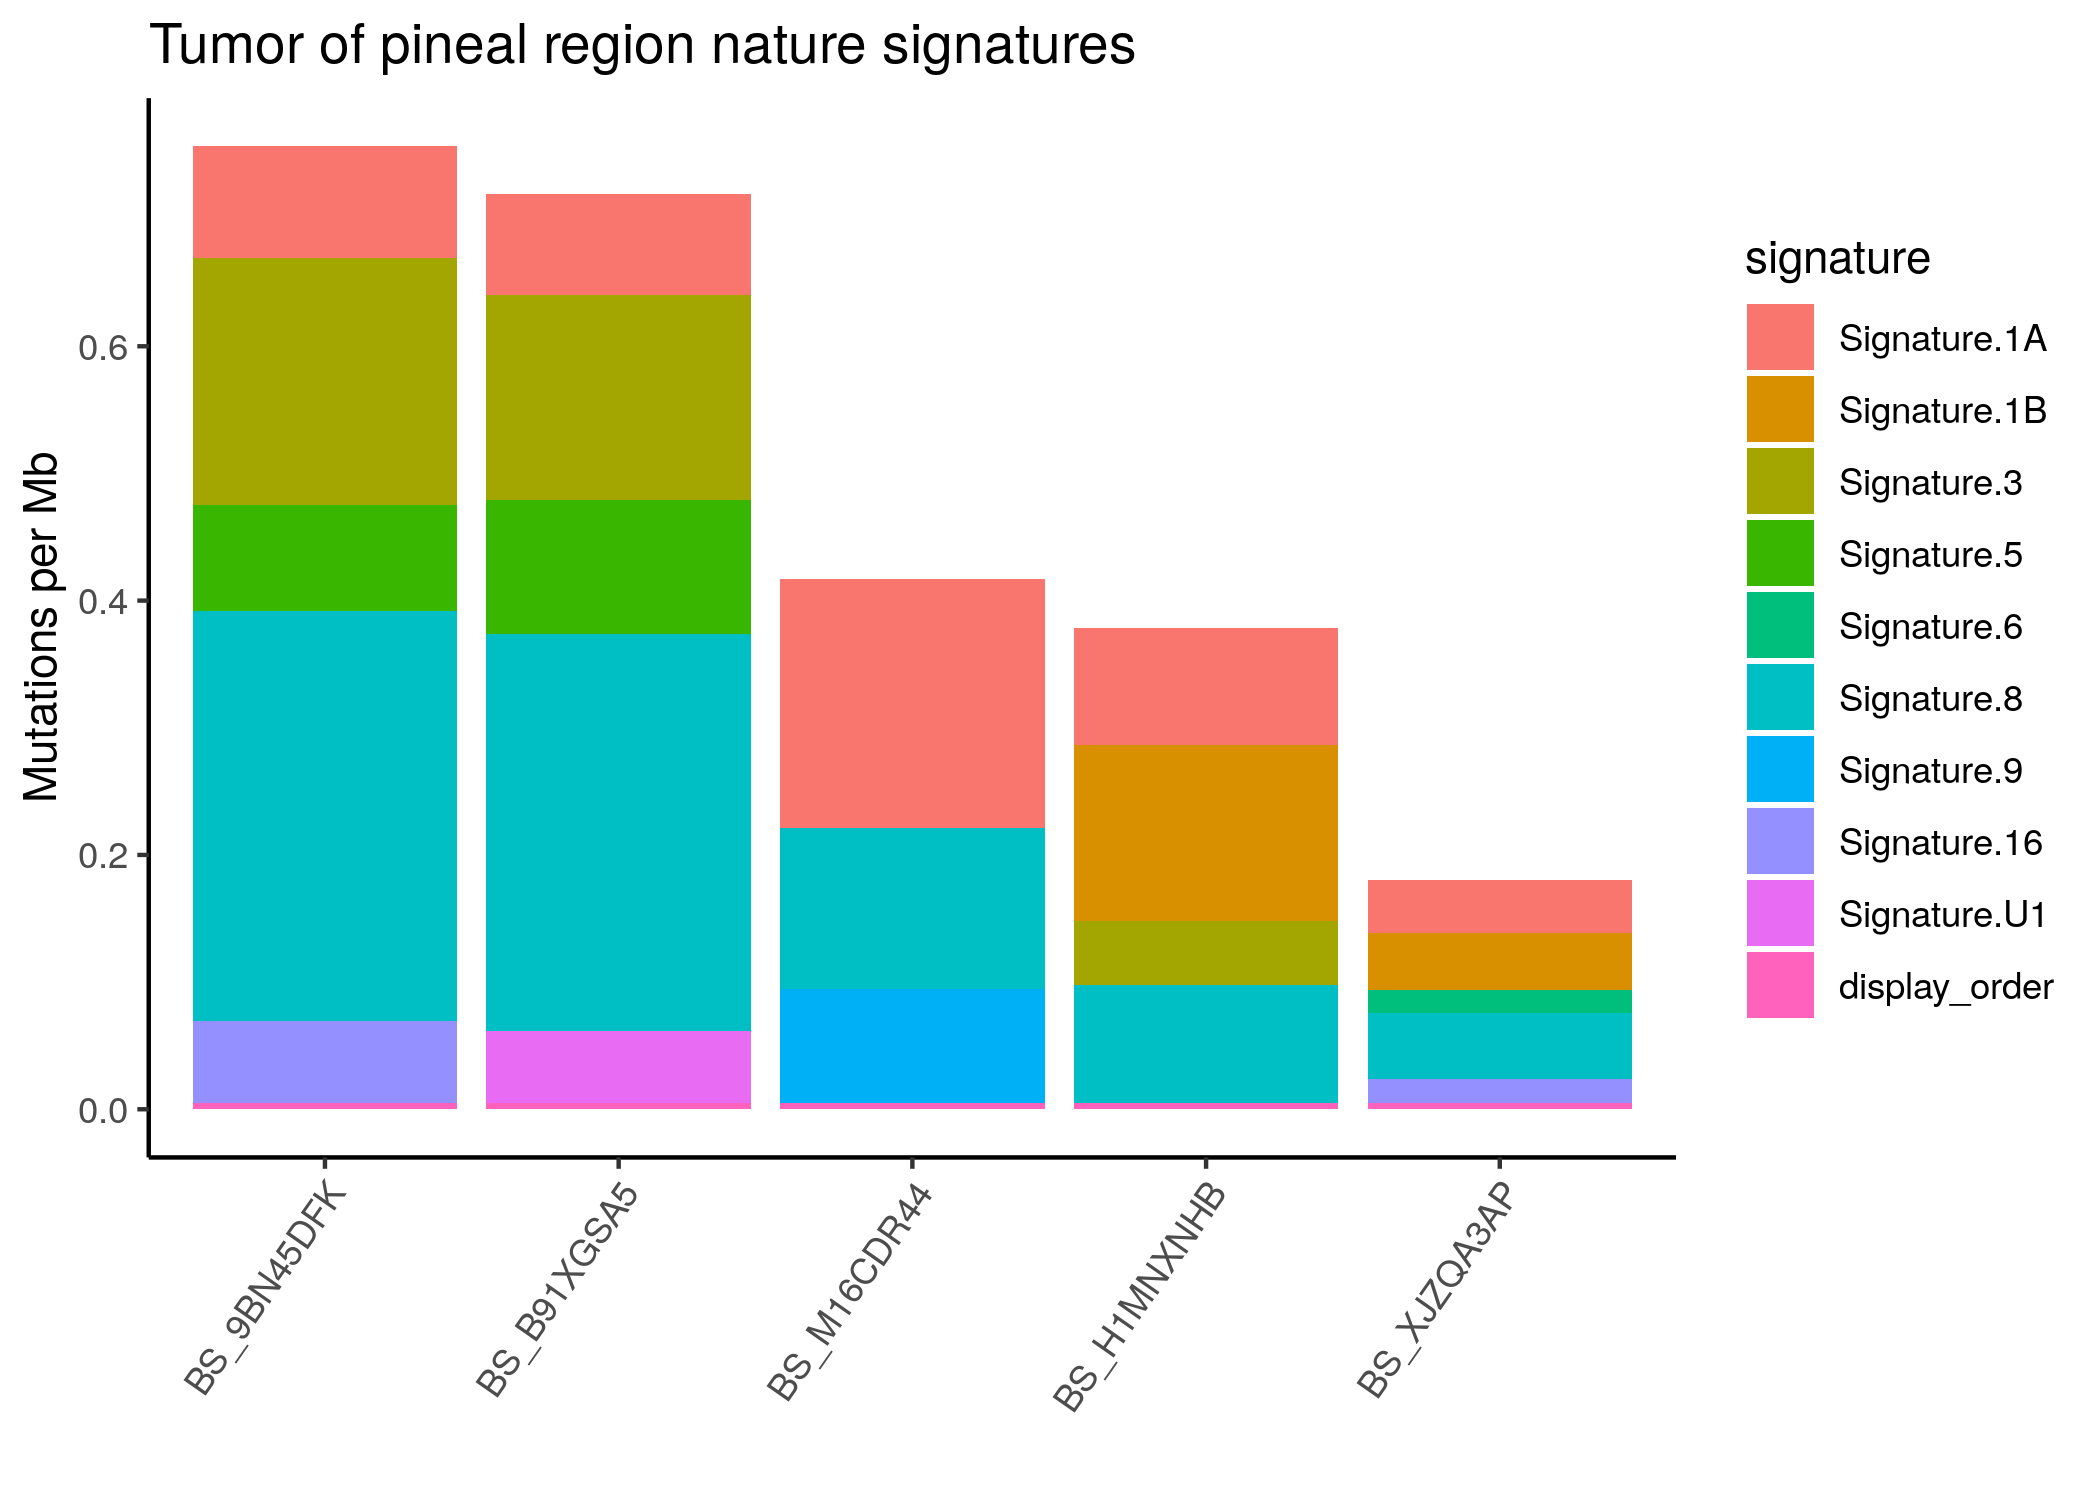 Tumor of pineal region nature signatures
Mutations per Mb
0.6
0.4
0.2
0.0
BS_9BN45DFK
BS_B91XGSA5
BS_M16CDR44
BS_H1MNXNHB
BS_XJZQA3AP
signature
Signature.1A
Signature.1B
Signature.3
Signature.5
Signature.6
Signature.8
Signature.9
Signature.16
Signature.U1
display_order